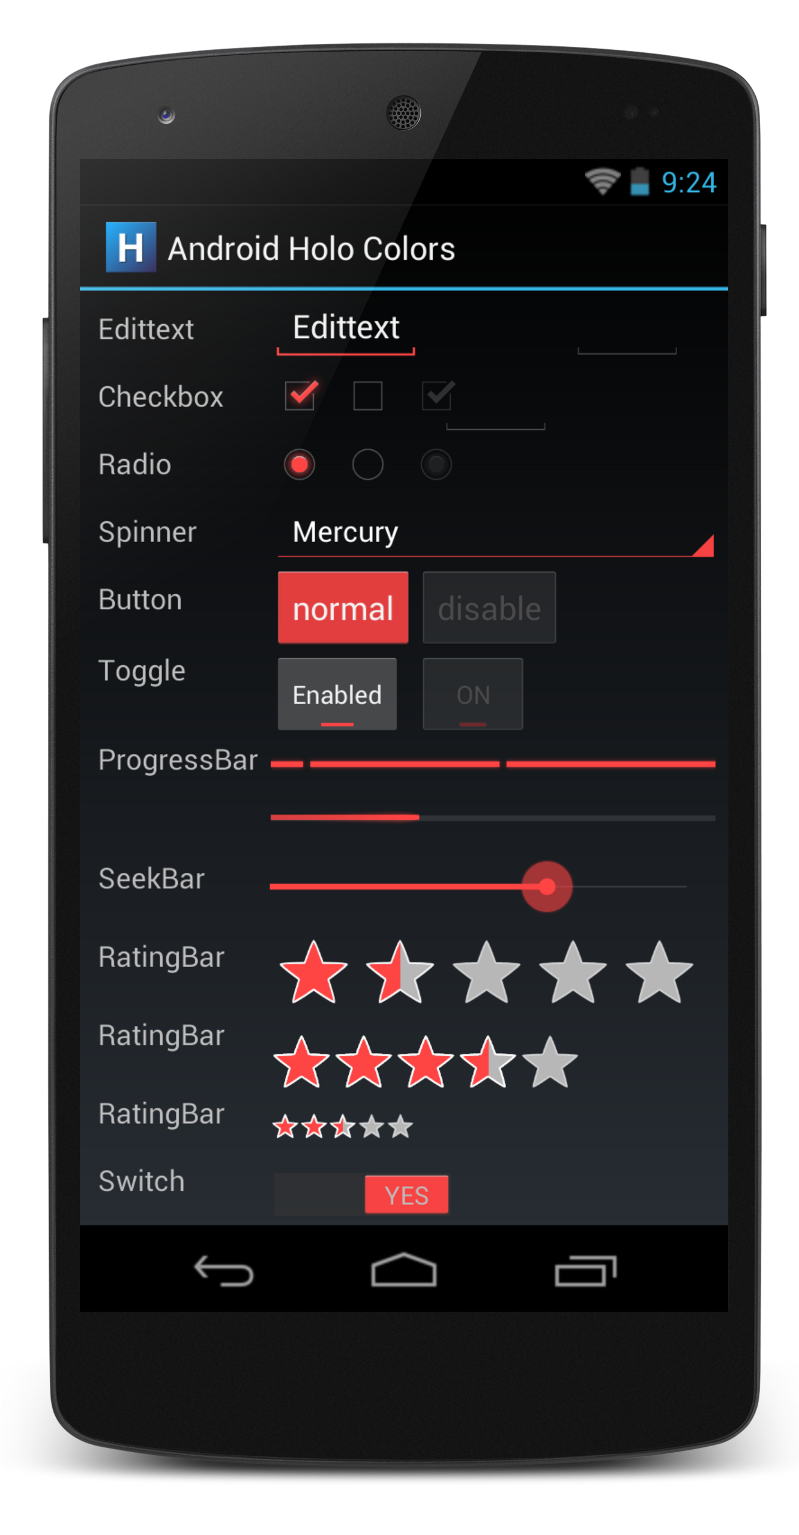 9:24
H Android Holo Colors
Edittext Edittext
Checkbox
Radio
Spinner Mercury
Button normal disable
Toggle Enabled ON
ProgressBar
SeekBar
RatingBar
RatingBar
RatingBar
Switch YES